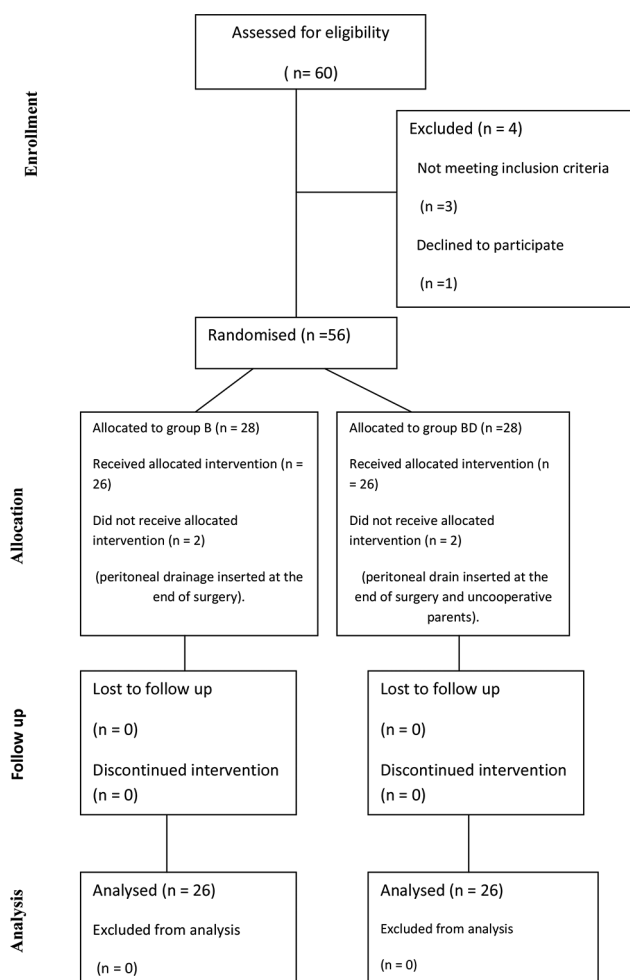 Assessed for eligibility
( n= 60)
Enrollment
Excluded (n = 4)
Not meeting inclusion criteria
(n =3)
Declined to participate
(n =1)
Randomised (n =56)
Allocation
Allocated to group B (n = 28)
Received allocated intervention (n =
26)
Did not receive allocated
intervention (n = 2)
(peritoneal drainage inserted at the
end of surgery).
Allocated to group BD (n =28)
Received allocated intervention (n
= 26)
Did not receive allocated
intervention (n = 2)
(peritoneal drain inserted at the
end of surgery and uncooperative
parents).
Follow up
Lost to follow up
(n = 0)
Discontinued intervention
(n = 0)
Lost to follow up
(n = 0)
Discontinued intervention
(n = 0)
Analysis
Analysed (n = 26)
Excluded from analysis
(n = 0)
Analysed (n = 26)
Excluded from analysis
(n = 0)